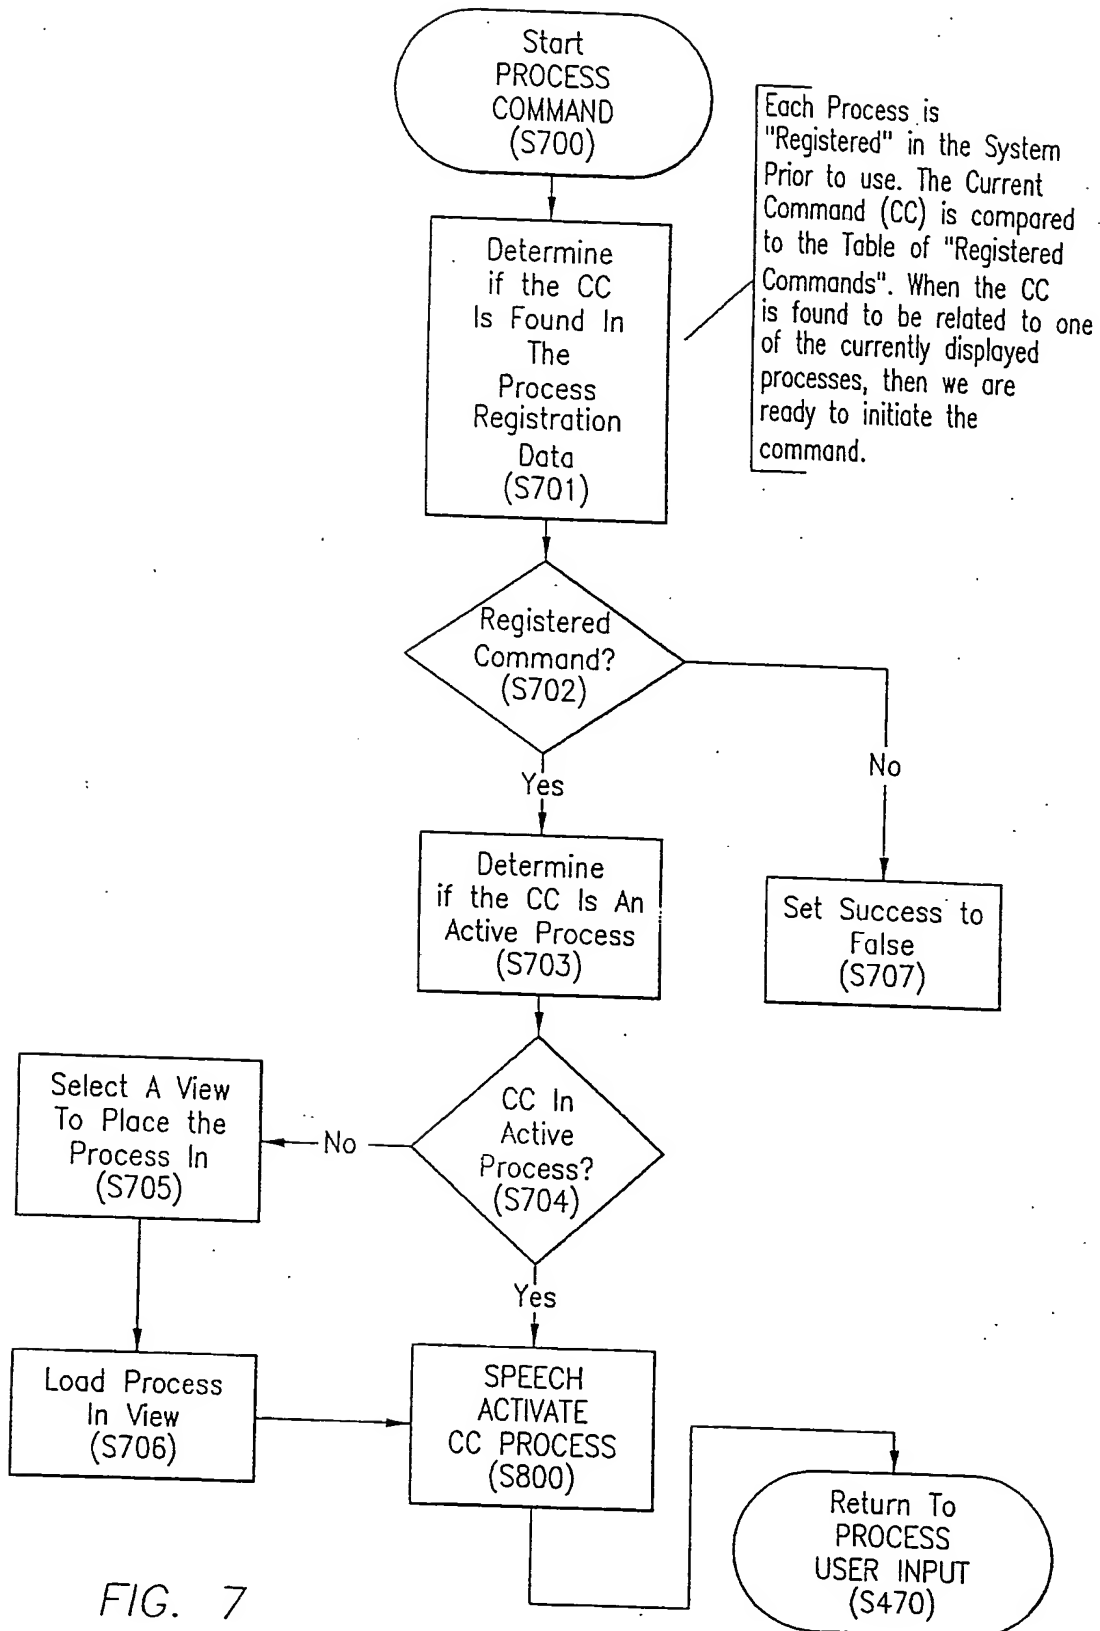 Start
PROCESS
COMMAND
(S700)
Each Process is
"Registered" in the System
Prior to use. The Current
Command (CC) is compared
to the Table of "Registered
Commands". When the CC
is found to be related to one
of the currently displayed
processes, then we are
ready to initiate the
command.
Determine
if the CC
Is Found In
The
Process
Registration
Data
(S701)
Registered
Command?
(S702)
No
Yes
Determine
if the CC Is An
Active Process
(S703)
Set Success to
False
(S707)
CC In
Active
Process?
(S704)
No
Select A View
To Place the
Process In
(S705)
Yes
Load Process
In View
(S706)
SPEECH
ACTIVATE
CC PROCESS
(S800)
Return To
PROCESS
USER INPUT
(S470)
FIG. 7